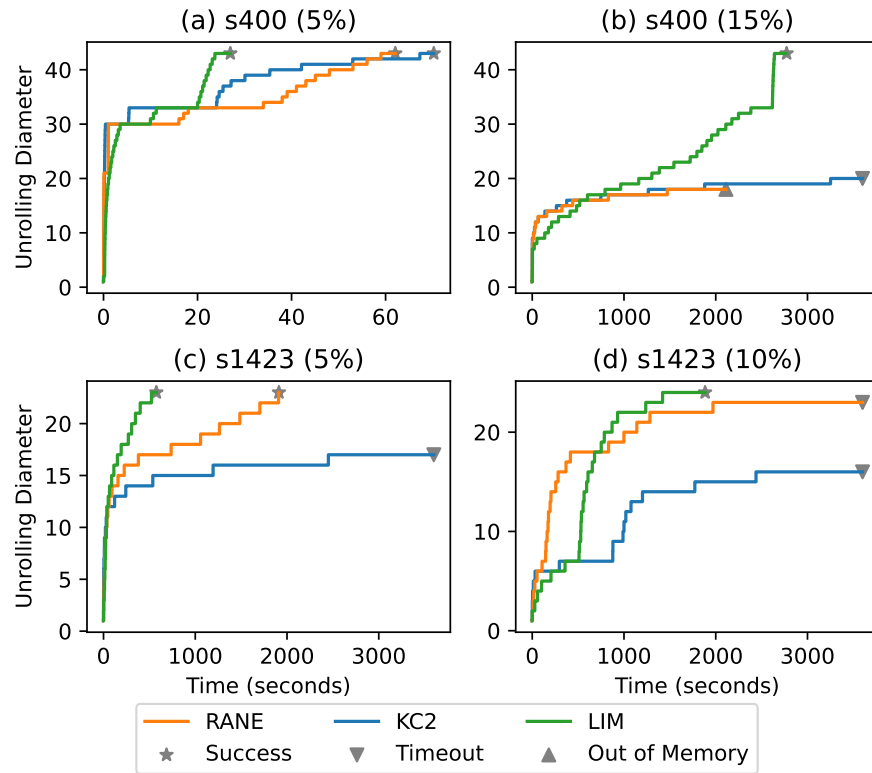 (a) s400 (5%)
Unrolling Diameter
40
30
20
10
0
0 20 40 60
(b) s400 (15%)
40
30
20
10
0
0 1000 2000 3000
(c) s1423 (5%)
Unrolling Diameter
20
15
10
5
0
0 1000 2000 3000
Time (seconds)
(d) s1423 (10%)
20
10
0
0 1000 2000 3000
Time (seconds)
RANE KC2 LIM
Success Timeout Out of Memory